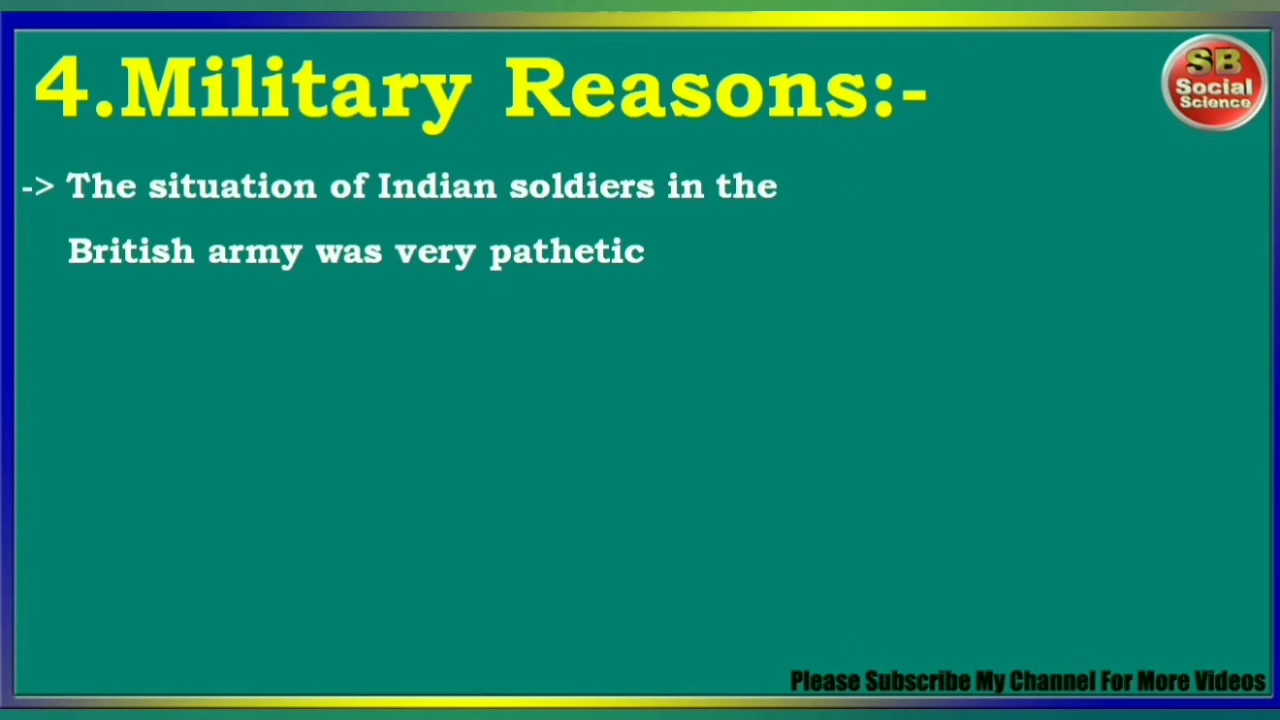 4.Military Reasons:-
SB
Social
Science
-> The situation of Indian soldiers in the
British army was very pathetic
Please Subscribe My Channel For More Videos